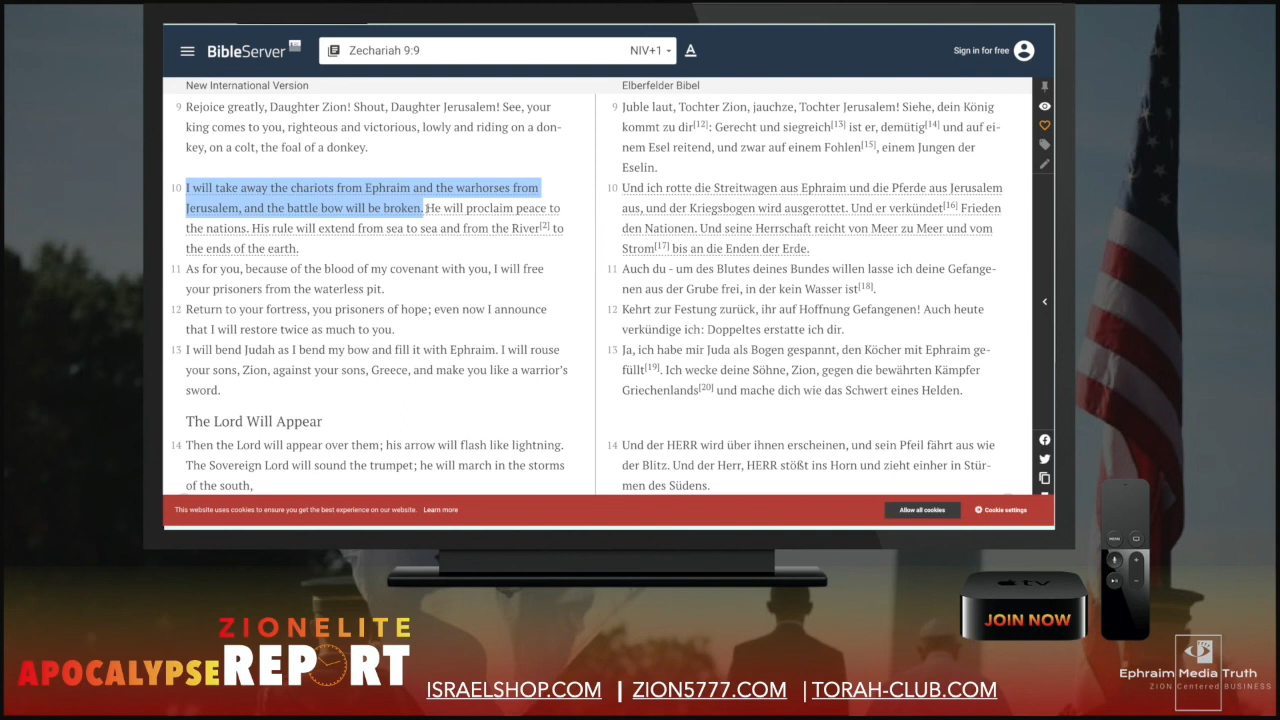 BibleServer
Zechariah 9:9
NIV+1
A
Sign in for free
New International Version
9 Rejoice greatly, Daughter Zion! Shout, Daughter Jerusalem! See, your
king comes to you, righteous and victorious, lowly and riding on a don-
key, on a colt, the foal of a donkey.
10 I will take away the chariots from Ephraim and the warhorses from
Jerusalem, and the battle bow will be broken. He will proclaim peace to
the nations. His rule will extend from sea to sea and from the River[2] to
the ends of the earth.
11 As for you, because of the blood of my covenant with you, I will free
your prisoners from the waterless pit.
12 Return to your fortress, you prisoners of hope; even now I announce
that I will restore twice as much to you.
13 I will bend Judah as I bend my bow and fill it with Ephraim. I will rouse
your sons, Zion, against your sons, Greece, and make you like a warrior's
sword.
The Lord Will Appear
14 Then the Lord will appear over them; his arrow will flash like lightning.
The Sovereign Lord will sound the trumpet; he will march in the storms
of the south,
Elberfelder Bibel
9 Juble laut, Tochter Zion, jauchze, Tochter Jerusalem! Siehe, dein König
kommt zu dir[12]: Gerecht und siegreich[13] ist er, demütig[14] und auf ei-
nem Esel reitend, und zwar auf einem Fohlen[15], einem Jungen der
Eselin.
10 Und ich rotte die Streitwagen aus Ephraim und die Pferde aus Jerusalem
aus, und der Kriegsbogen wird ausgerottet. Und er verkündet[16] Frieden
den Nationen. Und seine Herrschaft reicht von Meer zu Meer und vom
Strom[17] bis an die Enden der Erde.
11 Auch du - um des Blutes deines Bundes willen lasse ich deine Gefange-
nen aus der Grube frei, in der kein Wasser ist[18].
12 Kehrt zur Festung zurück, ihr auf Hoffnung Gefangenen! Auch heute
verkündige ich: Doppeltes erstatte ich dir.
13 Ja, ich habe mir Juda als Bogen gespannt, den Köcher mit Ephraim ge-
füllt[19]. Ich wecke deine Söhne, Zion, gegen die bewährten Kämpfer
Griechenlands[20] und mache dich wie das Schwert eines Helden.
14 Und der HERR wird über ihnen erscheinen, und sein Pfeil fährt aus wie
der Blitz. Und der Herr, HERR stößt ins Horn und zieht einher in Stür-
men des Südens.
This website uses cookies to ensure you get the best experience on our website. Learn more
Allow all cookies
Cookie settings
MENU
tv
JOIN NOW
ZIONELITE
APOCALYPSE REPORT
ISRAELSHOP.COM | ZION5777.COM | TORAH-CLUB.COM
Ephraim Media Truth
ZION Centered BUSINESS